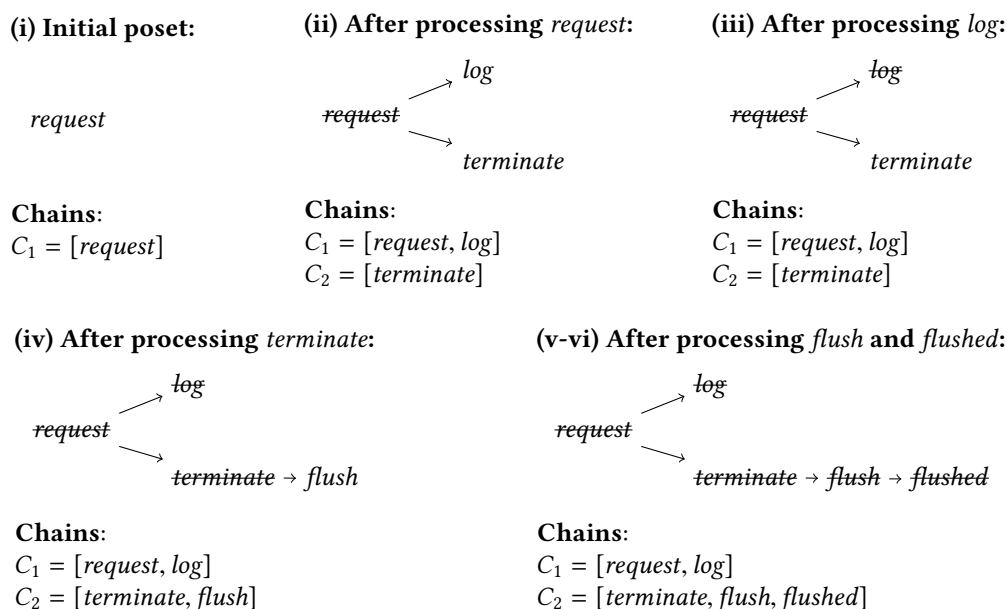 (i) Initial poset:
request
Chains:
C₁ = [request]
(ii) After processing request:
log
request
terminate
Chains:
C₁ = [request, log]
C₂ = [terminate]
(iii) After processing log:
log
request
terminate
Chains:
C₁ = [request, log]
C₂ = [terminate]
(iv) After processing terminate:
log
request
terminate → flush
Chains:
C₁ = [request, log]
C₂ = [terminate, flush]
(v-vi) After processing flush and flushed:
log
request
terminate → flush → flushed
Chains:
C₁ = [request, log]
C₂ = [terminate, flush, flushed]